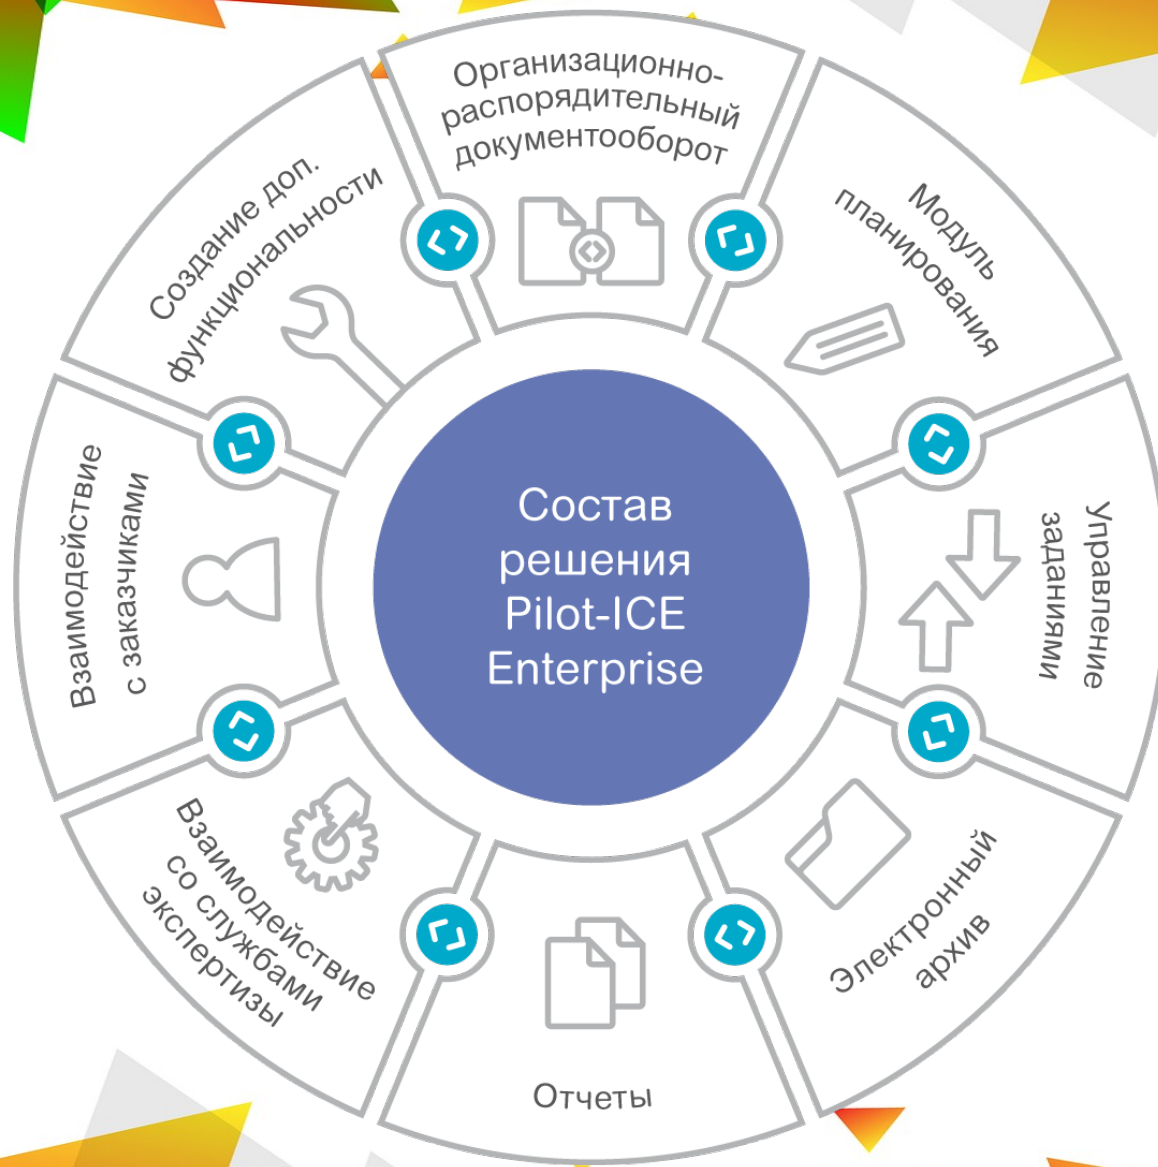 Организационно-
распорядительный
документооборот
Модуль
планирования
Управление
заданиями
Электронный
архив
Отчеты
Взаимодействие
со службами
экспертизы
Взаимодействие
с заказчиками
Создание доп.
функциональности
Состав
решения
Pilot-ICE
Enterprise